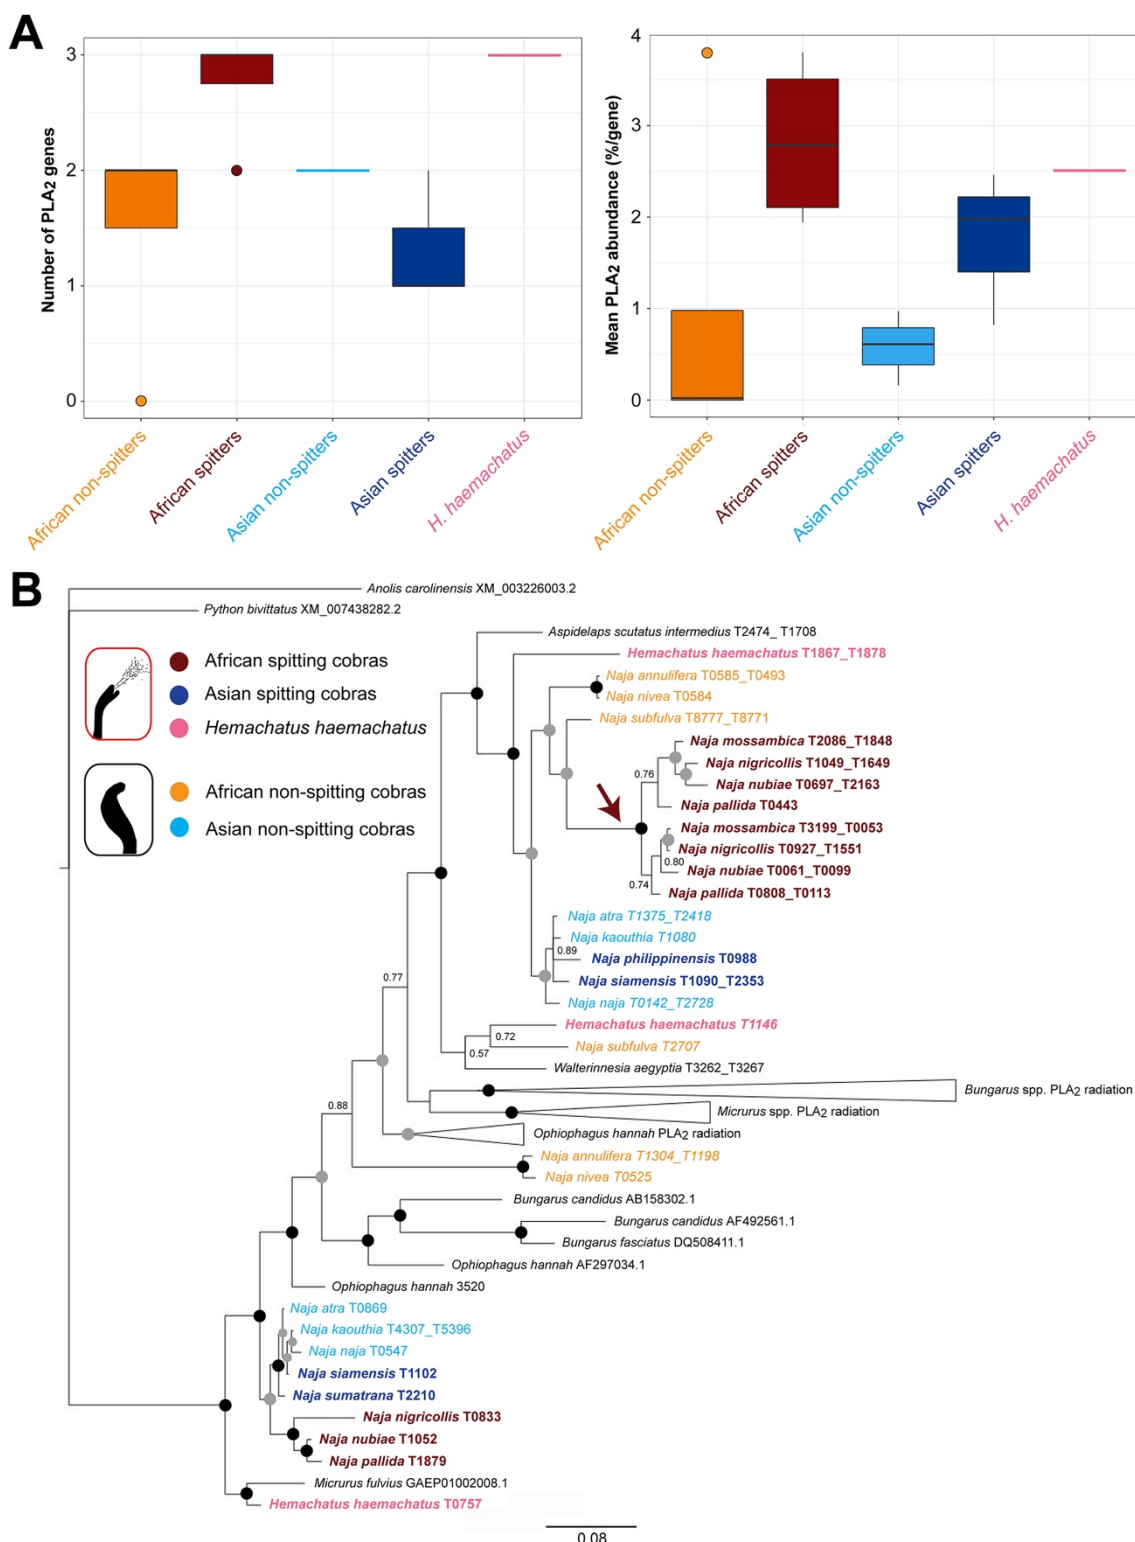 A
Number of PLA2 genes
3
2
1
0
African non-spitters
African spitters
Asian non-spitters
Asian spitters
H. haemachatus
Mean PLA2 abundance (%/gene)
4
3
2
1
0
African non-spitters
African spitters
Asian non-spitters
Asian spitters
H. haemachatus
B
Anolis carolinensis XM_003226003.2
Python bivittatus XM_007438282.2
African spitting cobras
Asian spitting cobras
Hemachatus haemachatus
African non-spitting cobras
Asian non-spitting cobras
Aspidelaps scutatus intermedius T2474_ T1708
Hemachatus haemachatus T1867_T1878
Naja annulifera T0585_T0493
Naja nivea T0584
Naja subfulva T8777_T8771
Naja mossambica T2086_T1848
Naja nigricollis T1049_T1649
0.76
Naja nubiae T0697_T2163
Naja pallida T0443
Naja mossambica T3199_T0053
Naja nigricollis T0927_T1551
0.80
Naja nubiae T0061_T0099
0.74
Naja pallida T0808_T0113
Naja atra T1375_T2418
Naja kaouthia T1080
0.89
Naja philippinensis T0988
0.77
Naja siamensis T1090_T2353
Naja naja T0142_T2728
Hemachatus haemachatus T1146
0.72
Naja subfulva T2707
0.57
Walterinnesia aegyptia T3262_T3267
Bungarus spp. PLA2 radiation
0.88
Micrurus spp. PLA2 radiation
Ophiophagus hannah PLA2 radiation
Naja annulifera T1304_T1198
Naja nivea T0525
Bungarus candidus AB158302.1
Bungarus candidus AF492561.1
Bungarus fasciatus DQ508411.1
Ophiophagus hannah AF297034.1
Ophiophagus hannah 3520
Naja atra T0869
Naja kaouthia T4307_T5396
Naja naja T0547
Naja siamensis T1102
Naja sumatrana T2210
Naja nigricollis T0833
Naja nubiae T1052
Naja pallida T1879
Micrurus fulvius GAEP01002008.1
Hemachatus haemachatus T0757
0.08